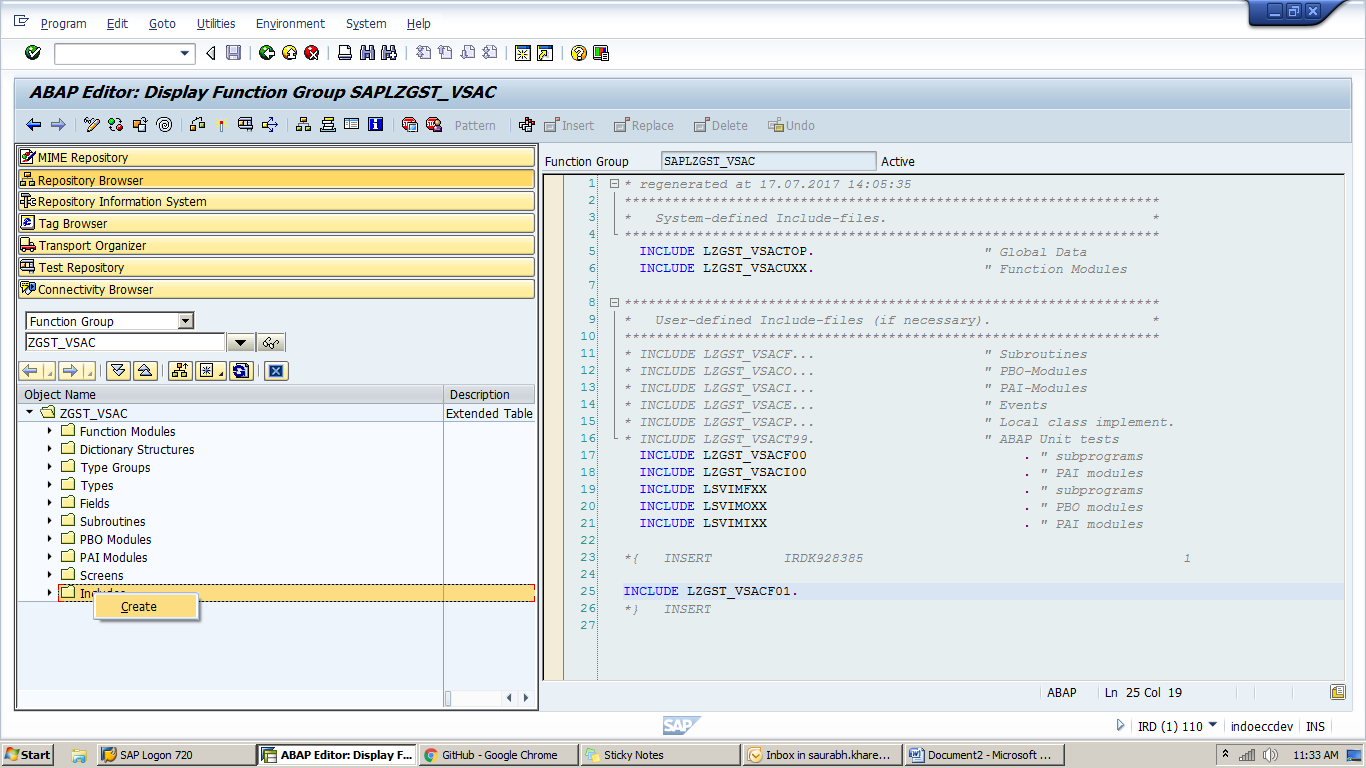 Program Edit Goto Utilities Environment System Help
ABAP Editor: Display Function Group SAPLZGST_VSAC
Pattern Insert Replace Delete Undo
MIME Repository
Repository Browser
Repository Information System
Tag Browser
Transport Organizer
Test Repository
Connectivity Browser
Function Group
ZGST_VSAC
Object Name Description
ZGST_VSAC Extended Table
Function Modules
Dictionary Structures
Type Groups
Types
Fields
Subroutines
PBO Modules
PAI Modules
Screens
Includes
Create
Function Group SAPLZGST_VSAC Active
1 * regenerated at 17.07.2017 14:05:35
2 *******************************************************************
3 * System-defined Include-files. *
4 *******************************************************************
5 INCLUDE LZGST_VSACTOP. " Global Data
6 INCLUDE LZGST_VSACUXX. " Function Modules
7
8 *******************************************************************
9 * User-defined Include-files (if necessary). *
10 *******************************************************************
11 * INCLUDE LZGST_VSACF... " Subroutines
12 * INCLUDE LZGST_VSACO... " PBO-Modules
13 * INCLUDE LZGST_VSACI... " PAI-Modules
14 * INCLUDE LZGST_VSACE... " Events
15 * INCLUDE LZGST_VSACP... " Local class implement.
16 * INCLUDE LZGST_VSACT99. " ABAP Unit tests
17 INCLUDE LZGST_VSACF00 . " subprograms
18 INCLUDE LZGST_VSACI00 . " PAI modules
19 INCLUDE LSVIMFXX . " subprograms
20 INCLUDE LSVIMOXX . " PBO modules
21 INCLUDE LSVIMIXX . " PAI modules
22
23 *{ INSERT IRDK928385 1
24
25 INCLUDE LZGST_VSACF01.
26 *} INSERT
27
ABAP Ln 25 Col 19
SAP
IRD (1) 110 indoeccdev INS
Start SAP Logon 720 ABAP Editor: Display F... GitHub - Google Chrome Sticky Notes Inbox in saurabh.khare... Document2 - Microsoft ... 11:33 AM